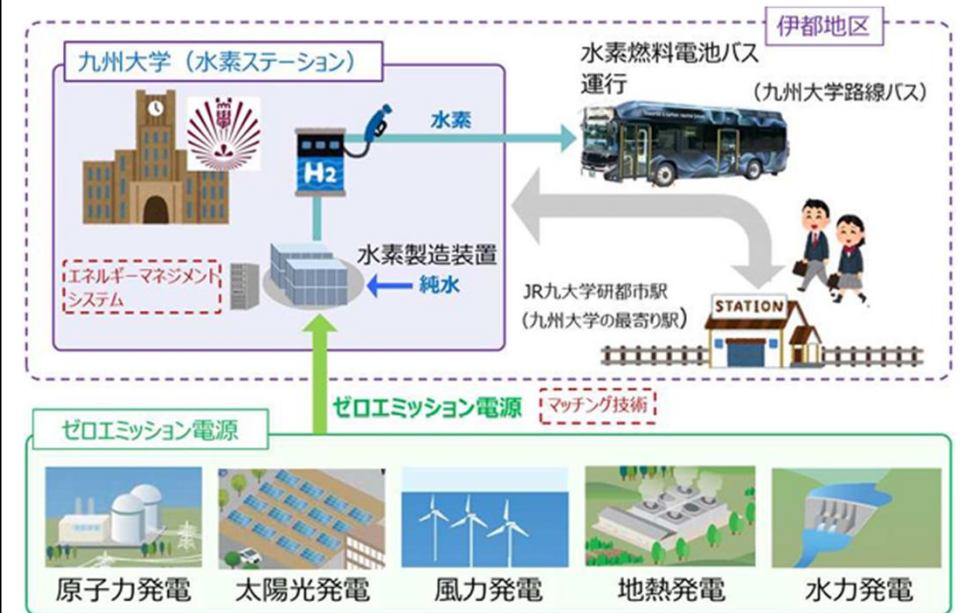 伊都地区
九州大学（水素ステーション）
水素燃料電池バス
運行
（九州大学路線バス）
水素
H2
水素製造装置
エネルギーマネジメント
システム
純水
JR九大学研都市駅
（九州大学の最寄り駅）
STATION
ゼロエミッション電源
マッチング技術
ゼロエミッション電源
原子力発電
太陽光発電
風力発電
地熱発電
水力発電